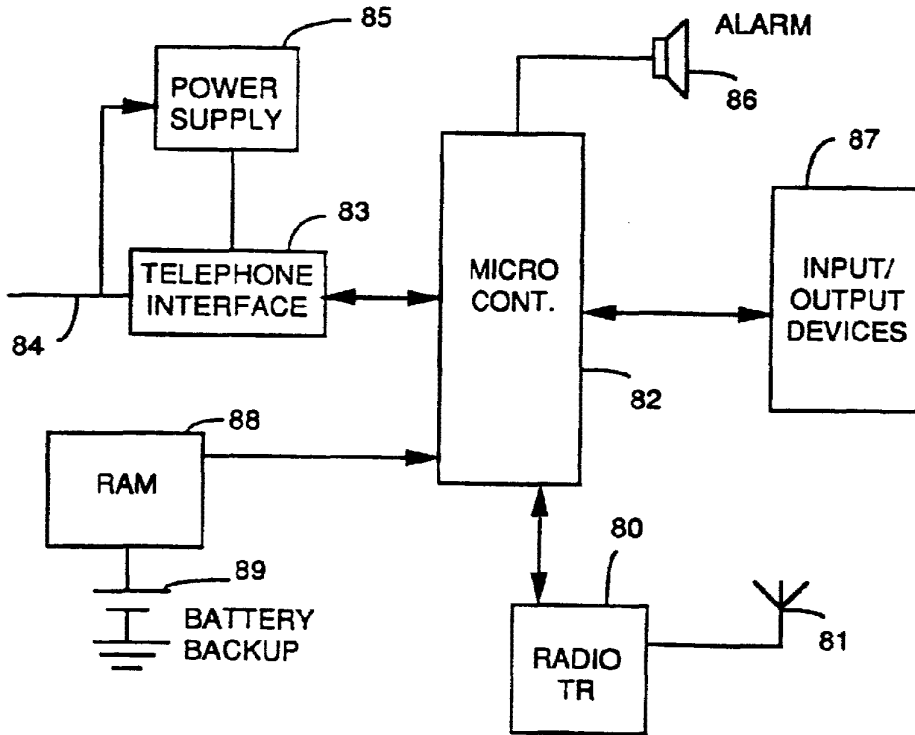 85
POWER
SUPPLY
ALARM
86
87
83
TELEPHONE
INTERFACE
84
MICRO
CONT.
INPUT/
OUTPUT
DEVICES
82
88
RAM
89
BATTERY
BACKUP
80
RADIO
TR
81